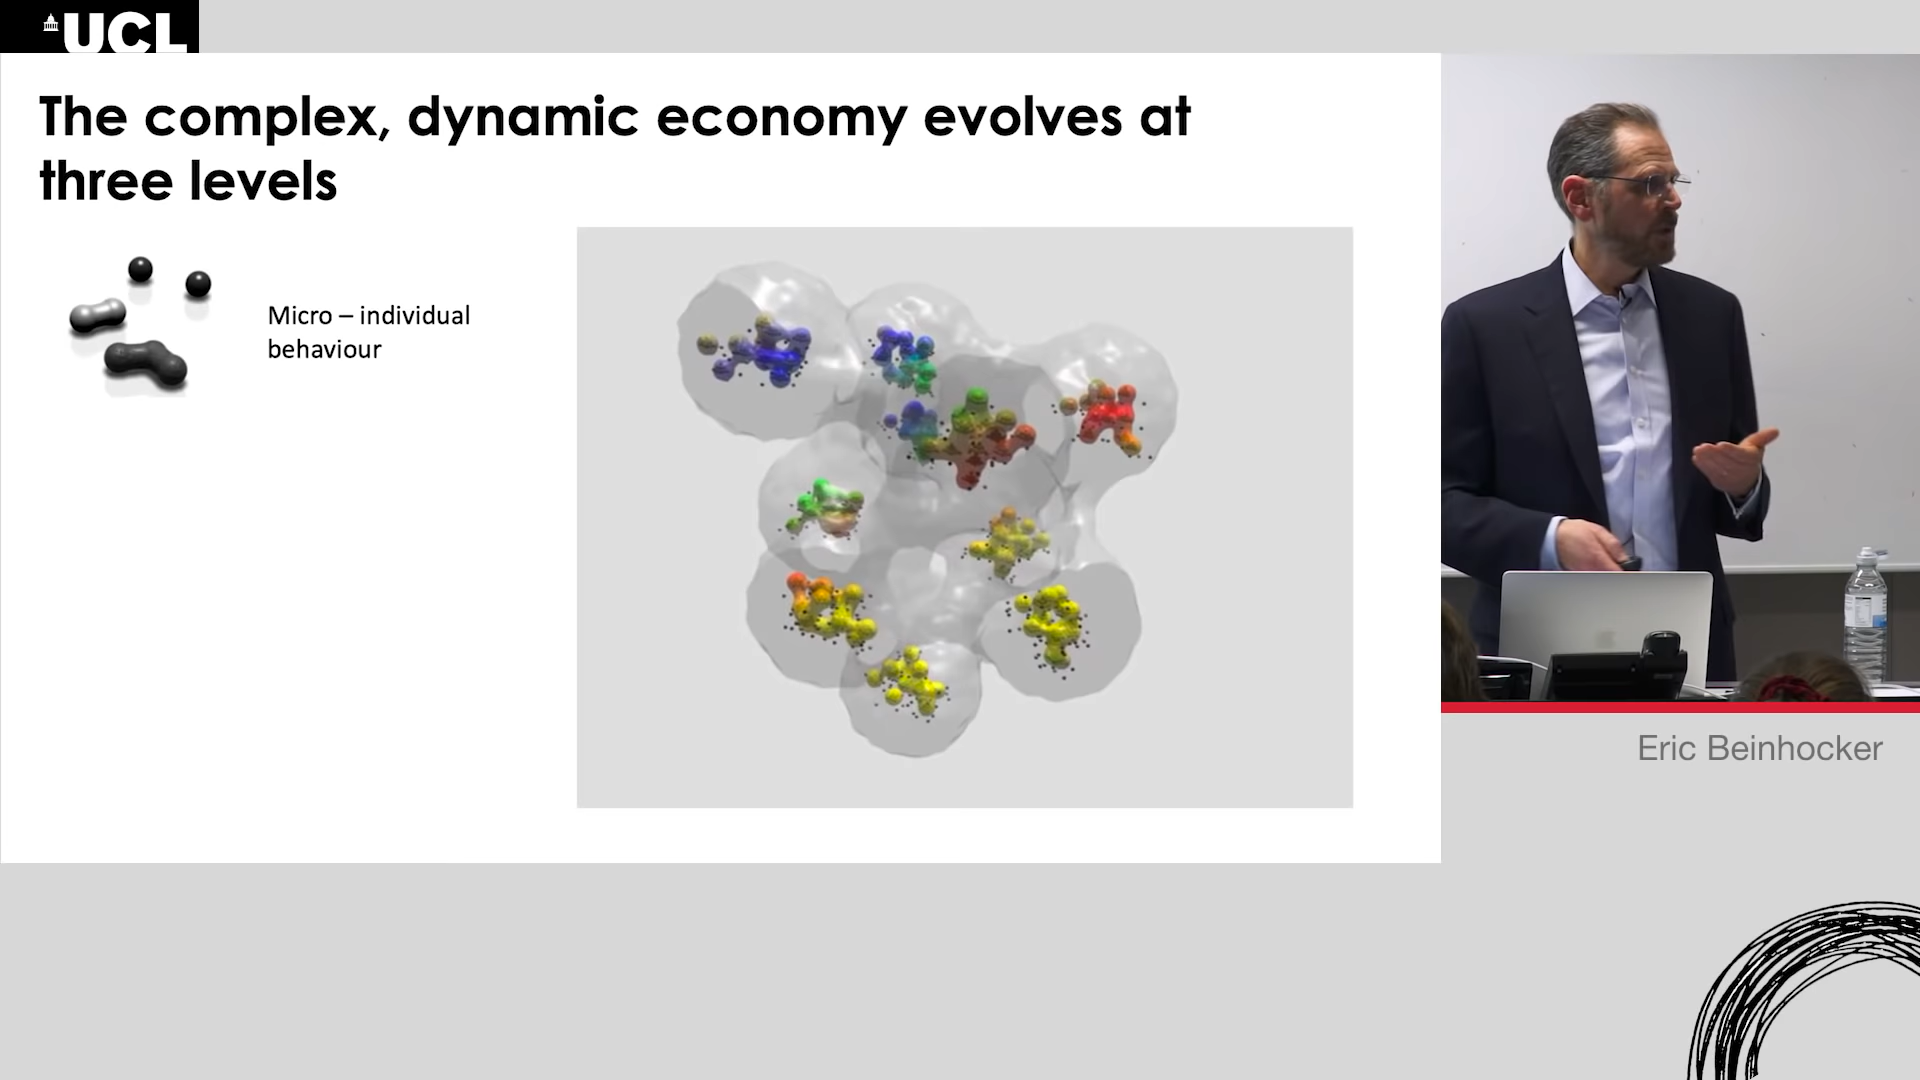 UCL
The complex, dynamic economy evolves at
three levels
Micro – individual
behaviour
Eric Beinhocker